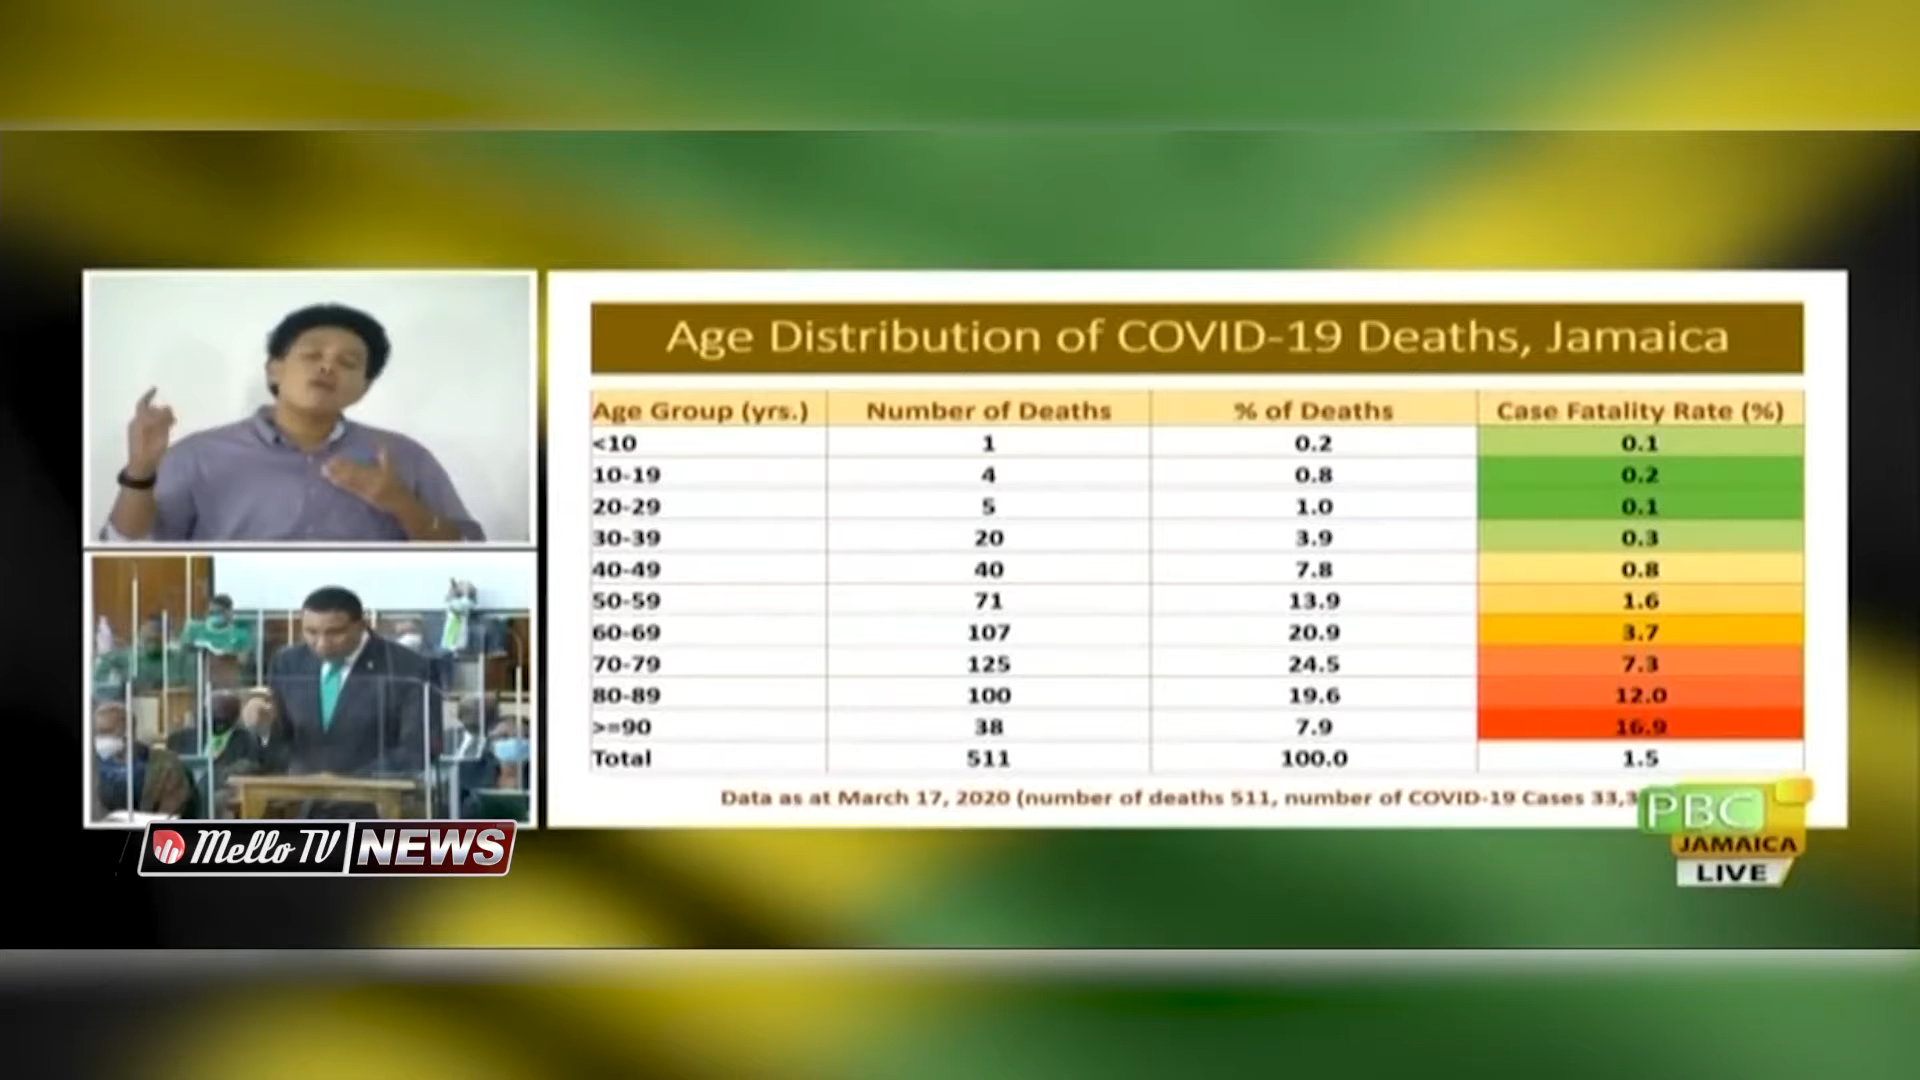 Age Distribution of COVID-19 Deaths, Jamaica
Age Group (yrs.) Number of Deaths % of Deaths Case Fatality Rate (%)
<10 1 0.2 0.1
10-19 4 0.8 0.2
20-29 5 1.0 0.1
30-39 20 3.9 0.3
40-49 40 7.8 0.8
50-59 71 13.9 1.6
60-69 107 20.9 3.7
70-79 125 24.5 7.3
80-89 100 19.6 12.0
>=90 38 7.9 16.9
Total 511 100.0 1.5
Data as at March 17, 2020 (number of deaths 511, number of COVID-19 Cases 33,3
PBC
JAMAICA
LIVE
Mello TV NEWS